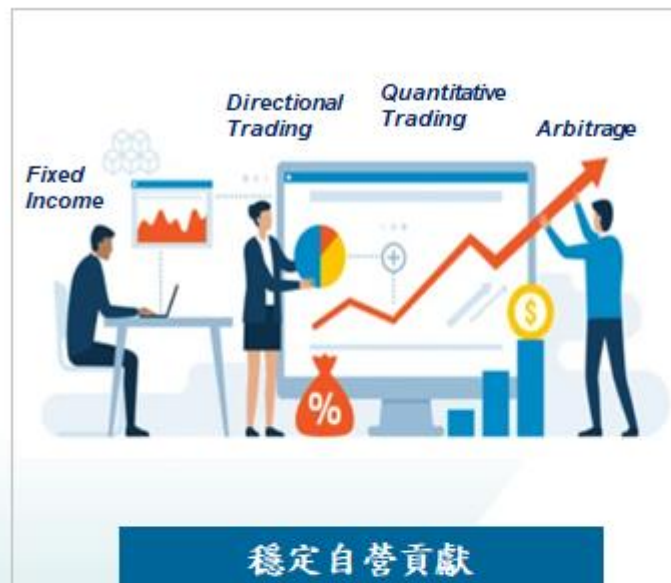 Directional
Trading
Quantitative
Trading
Arbitrage
Fixed
Income
$
%
穩定自營貢獻